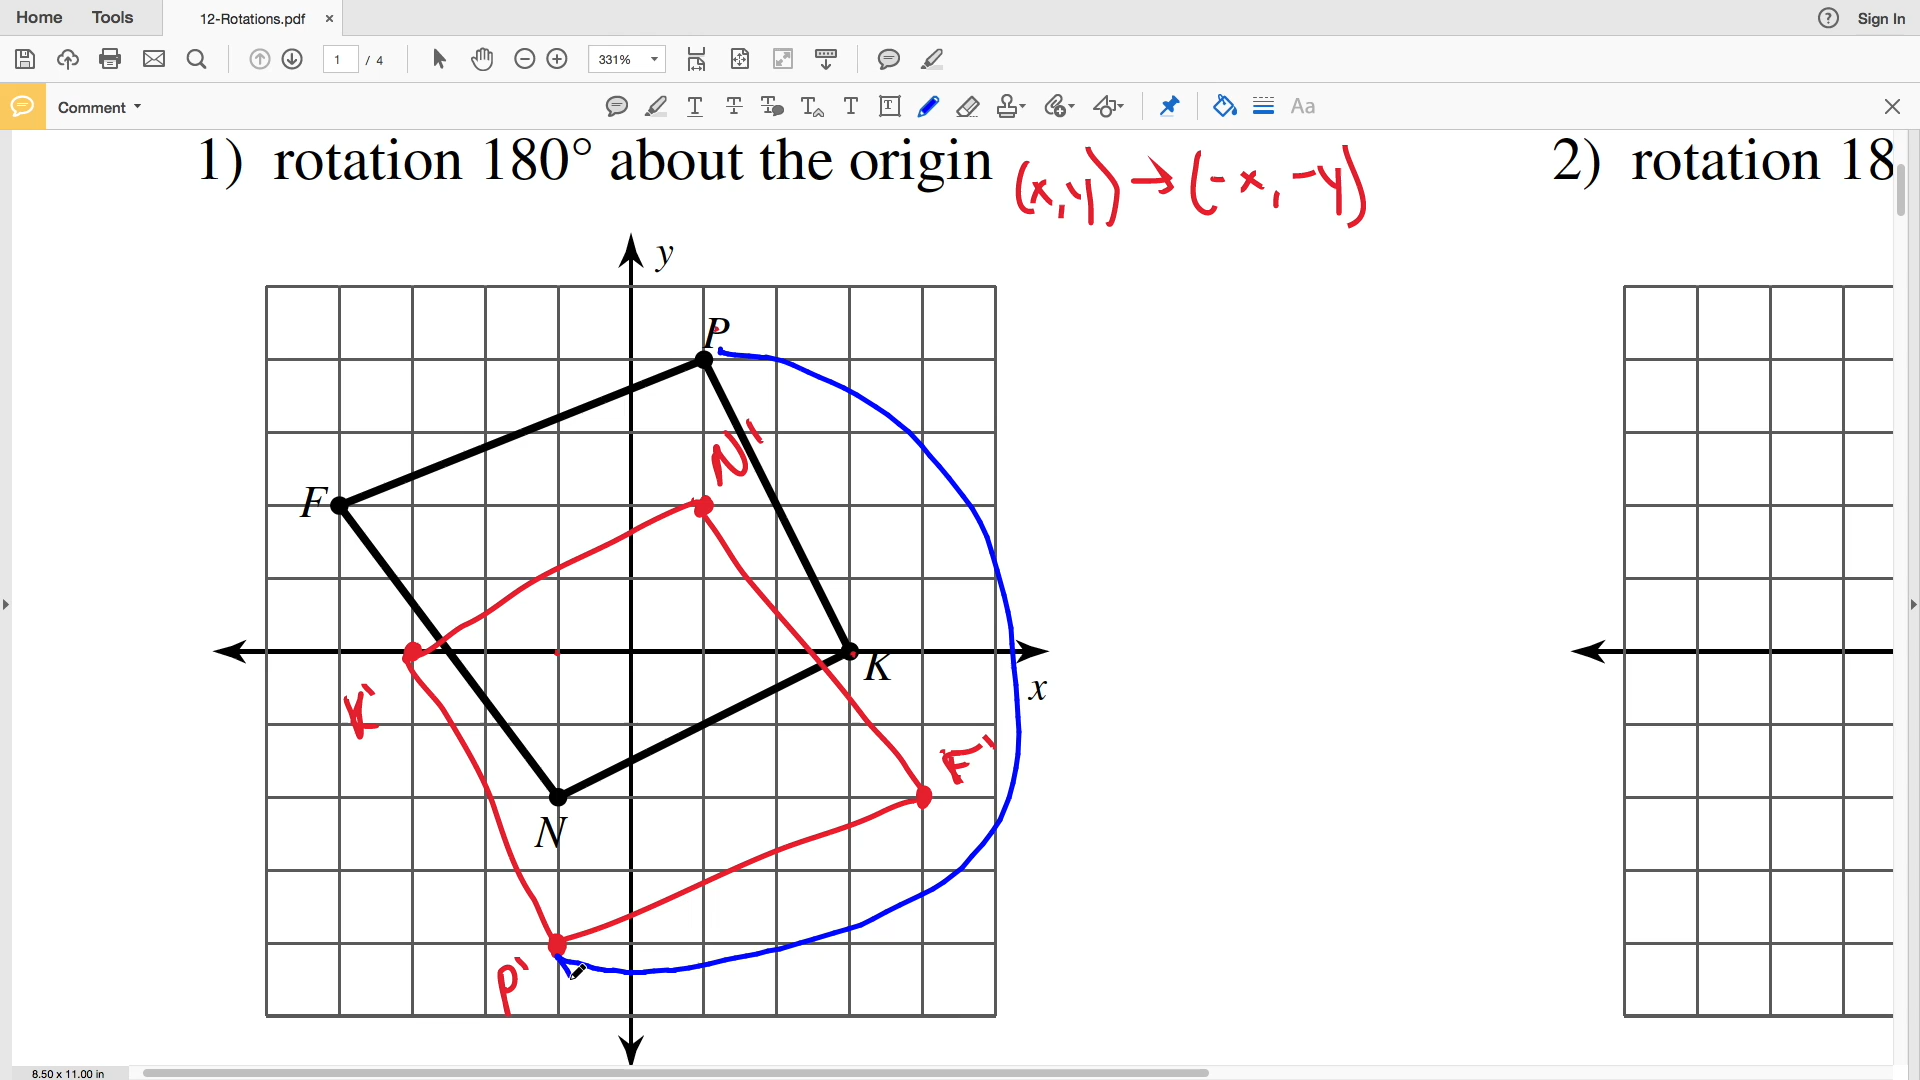 Home Tools 12-Rotations.pdf × ? Sign In
1 / 4 331%
Comment T T T T T T Aa
1) rotation 180° about the origin (x,y)→(-x,-y) 2) rotation 18
y
P
N'
F
K
x
K'
F'
N
P'
8.50 x 11.00 in